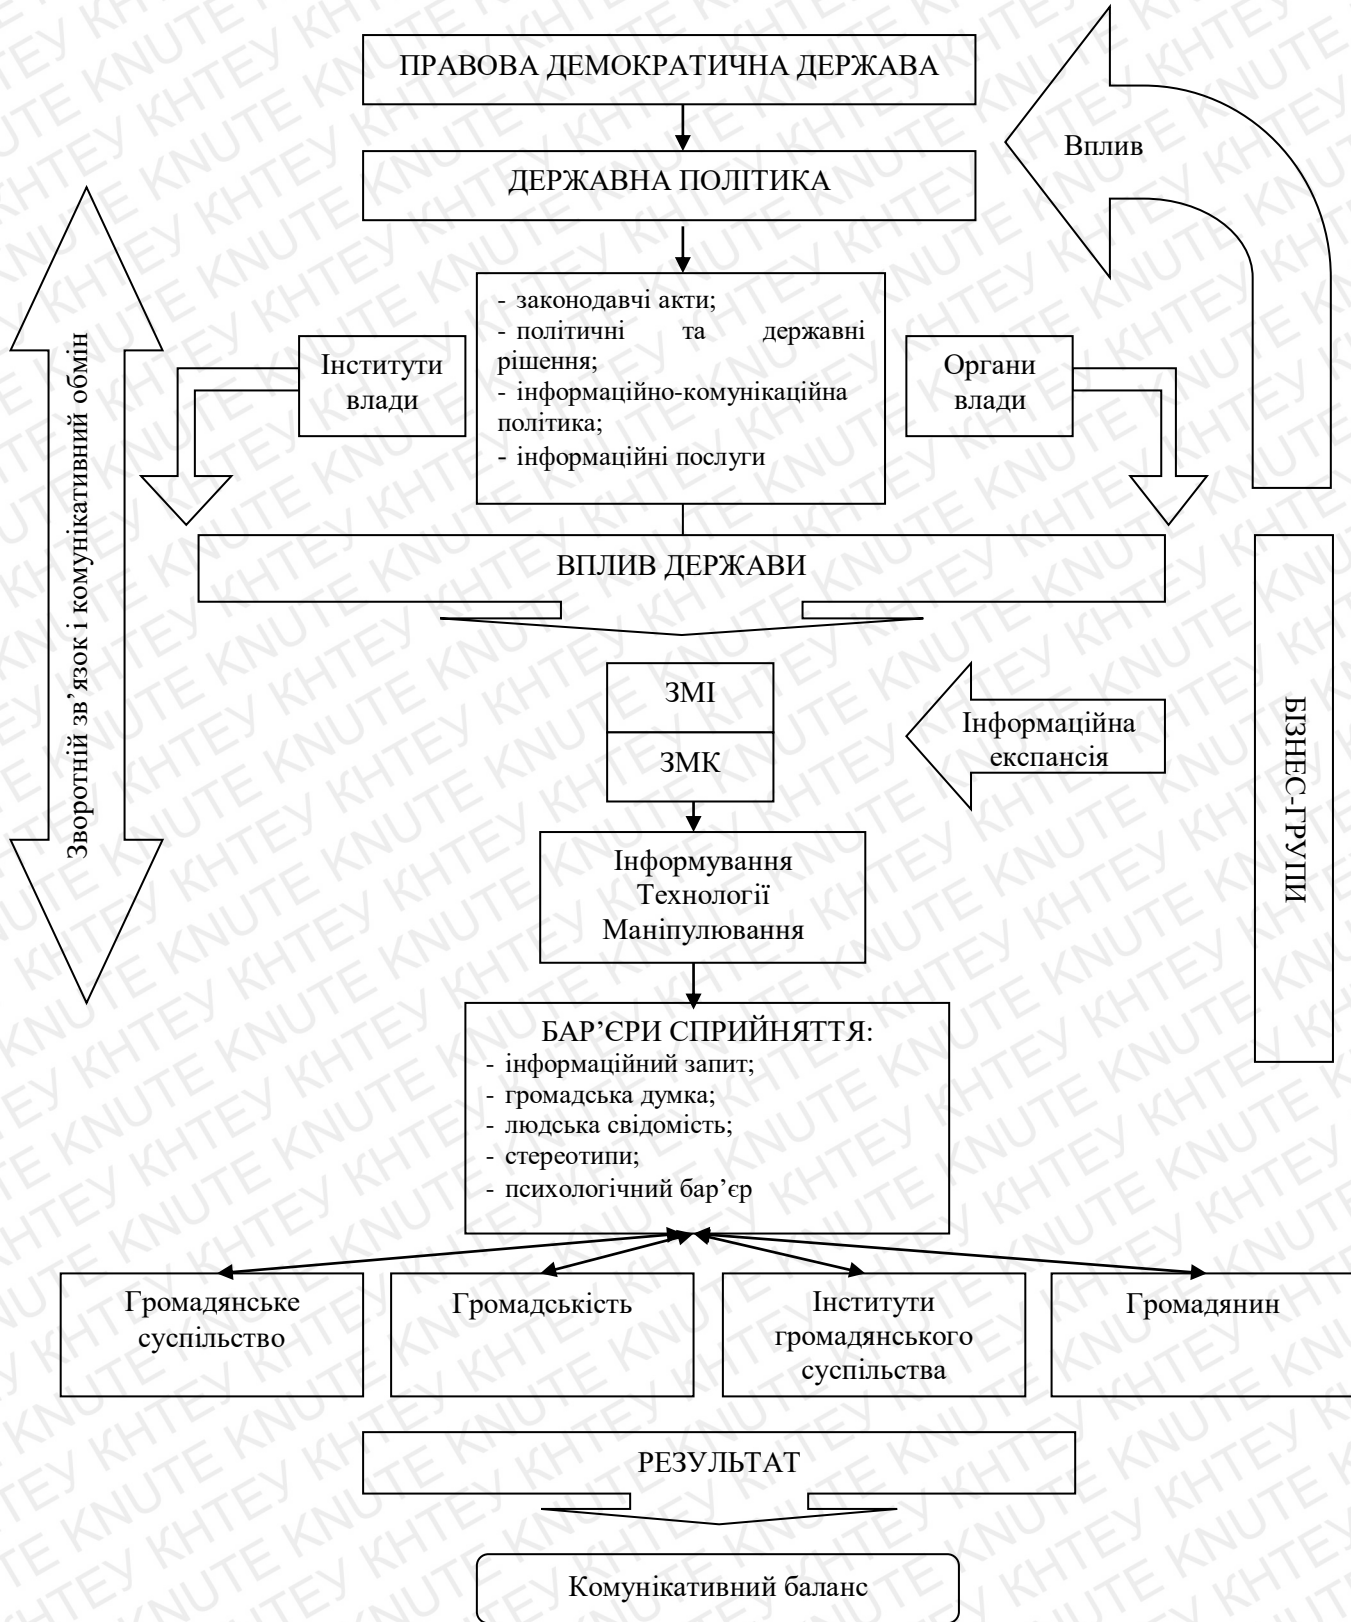 ПРАВОВА ДЕМОКРАТИЧНА ДЕРЖАВА
Вплив
ДЕРЖАВНА ПОЛІТИКА
- законодавчі акти;
- політичні та державні
рішення;
- інформаційно-комунікаційна
політика;
- інформаційні послуги
Інститути
влади
Органи
влади
Зворотній зв’язок і комунікативний обмін
ВПЛИВ ДЕРЖАВИ
ЗМІ
ЗМК
Інформаційна
експансія
БІЗНЕС-ГРУПИ
Інформування
Технології
Маніпулювання
БАР’ЄРИ СПРИЙНЯТТЯ:
- інформаційний запит;
- громадська думка;
- людська свідомість;
- стереотипи;
- психологічний бар’єр
Громадянське
суспільство
Громадськість
Інститути
громадянського
суспільства
Громадянин
РЕЗУЛЬТАТ
Комунікативний баланс
KNUTE КНТЕУ